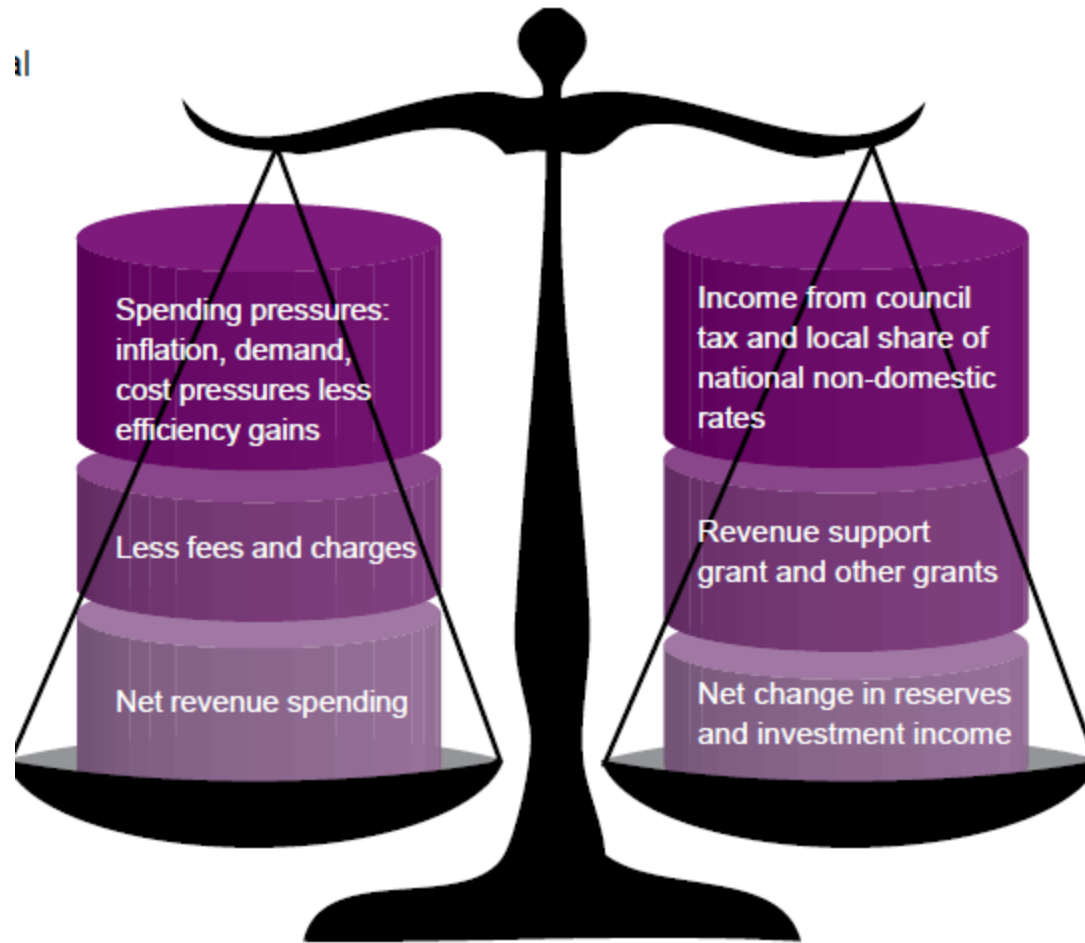 al
Spending pressures:
inflation, demand,
cost pressures less
efficiency gains
Less fees and charges
Net revenue spending
Income from council
tax and local share of
national non-domestic
rates
Revenue support
grant and other grants
Net change in reserves
and investment income